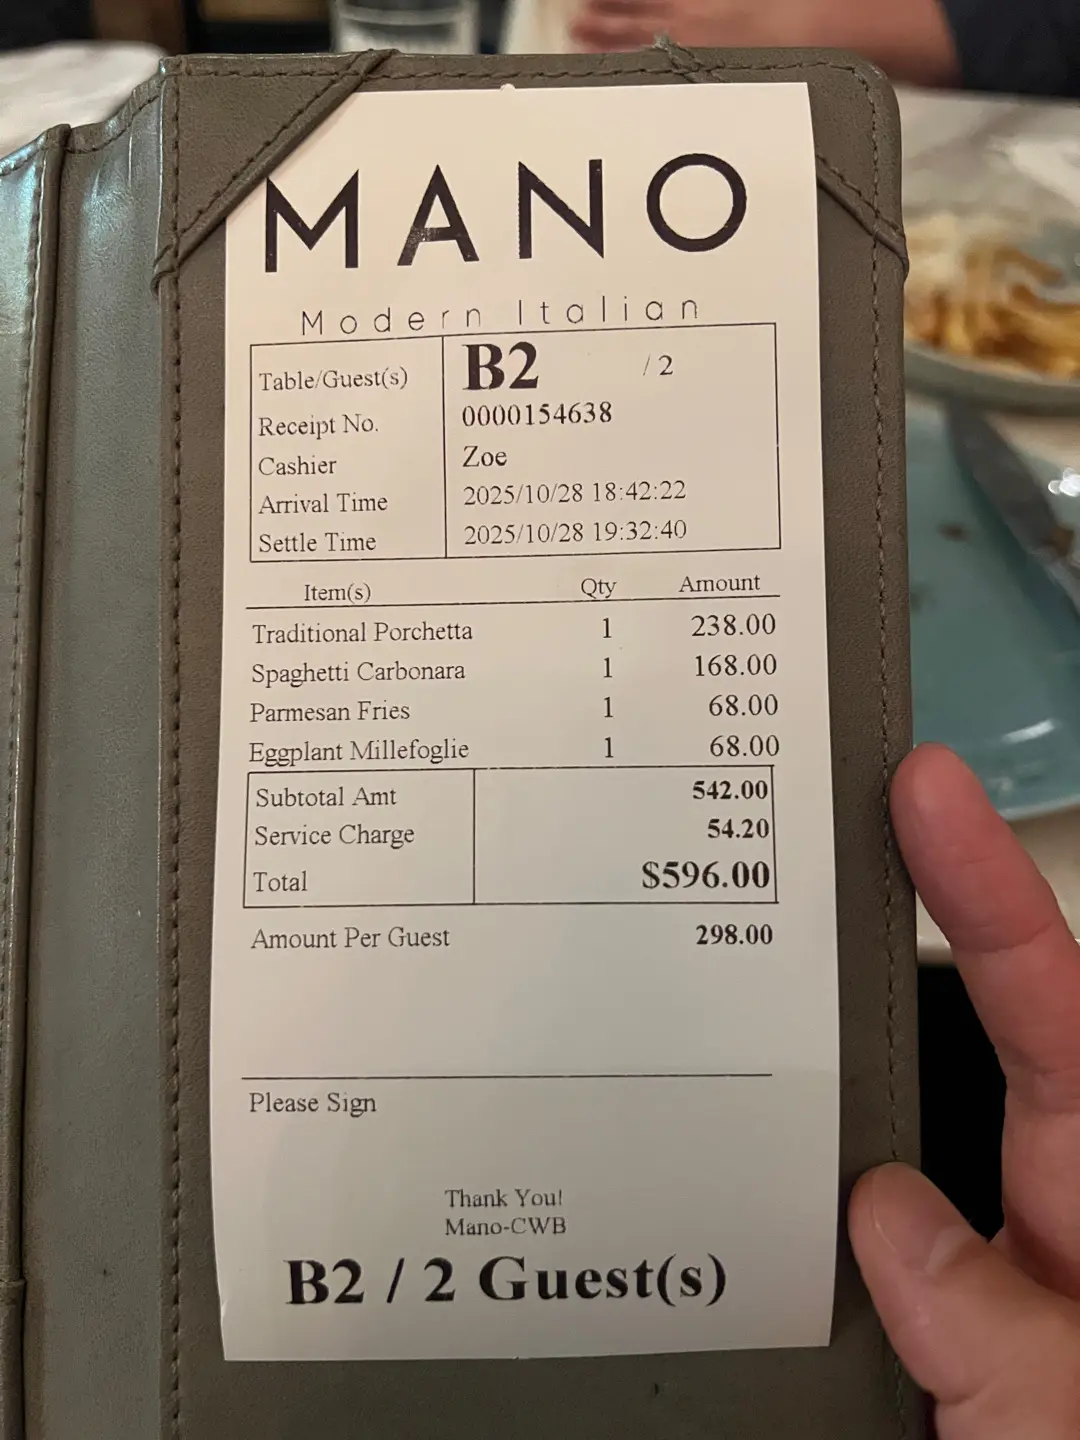 MANO
Modern Italian
Table/Guest(s) B2 / 2
Receipt No. 0000154638
Cashier Zoe
Arrival Time 2025/10/28 18:42:22
Settle Time 2025/10/28 19:32:40
Item(s) Qty Amount
Traditional Porchetta 1 238.00
Spaghetti Carbonara 1 168.00
Parmesan Fries 1 68.00
Eggplant Millefoglie 1 68.00
Subtotal Amt 542.00
Service Charge 54.20
Total $596.00
Amount Per Guest 298.00
Please Sign
Thank You!
Mano-CWB
B2 / 2 Guest(s)